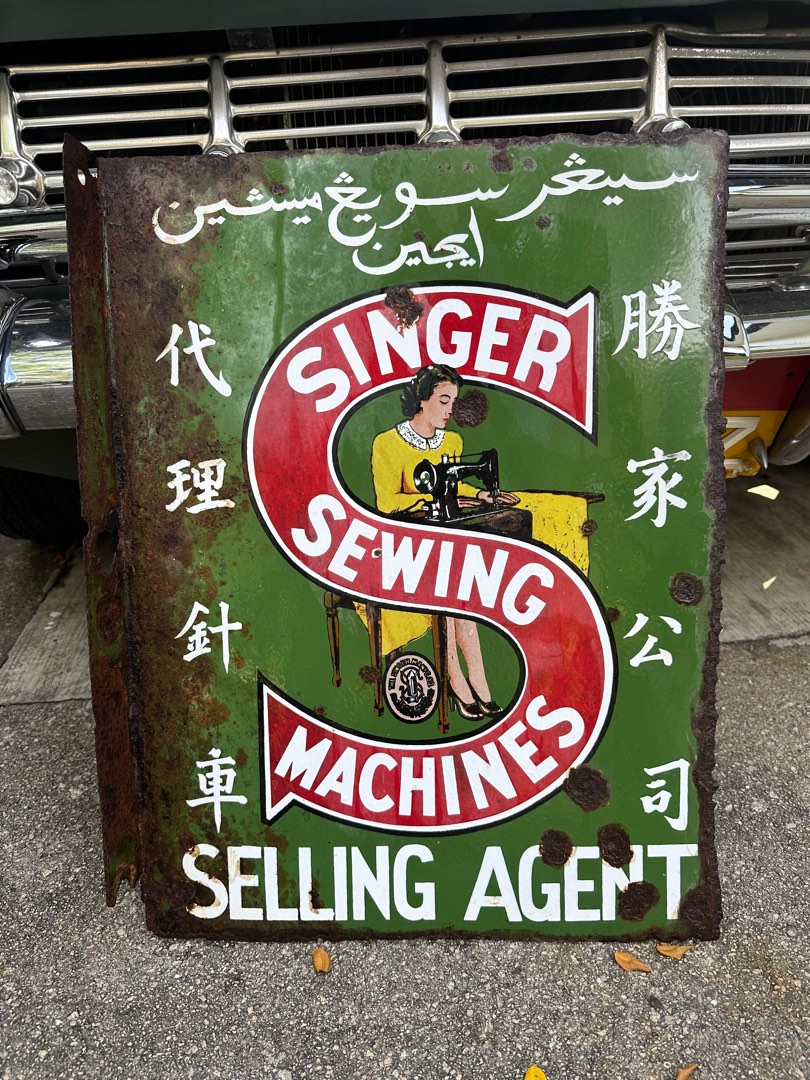 سيڠر سويڠ ميشين
ايجين
勝家公司
代理針車
SINGER
SEWING
MACHINES
SELLING AGENT